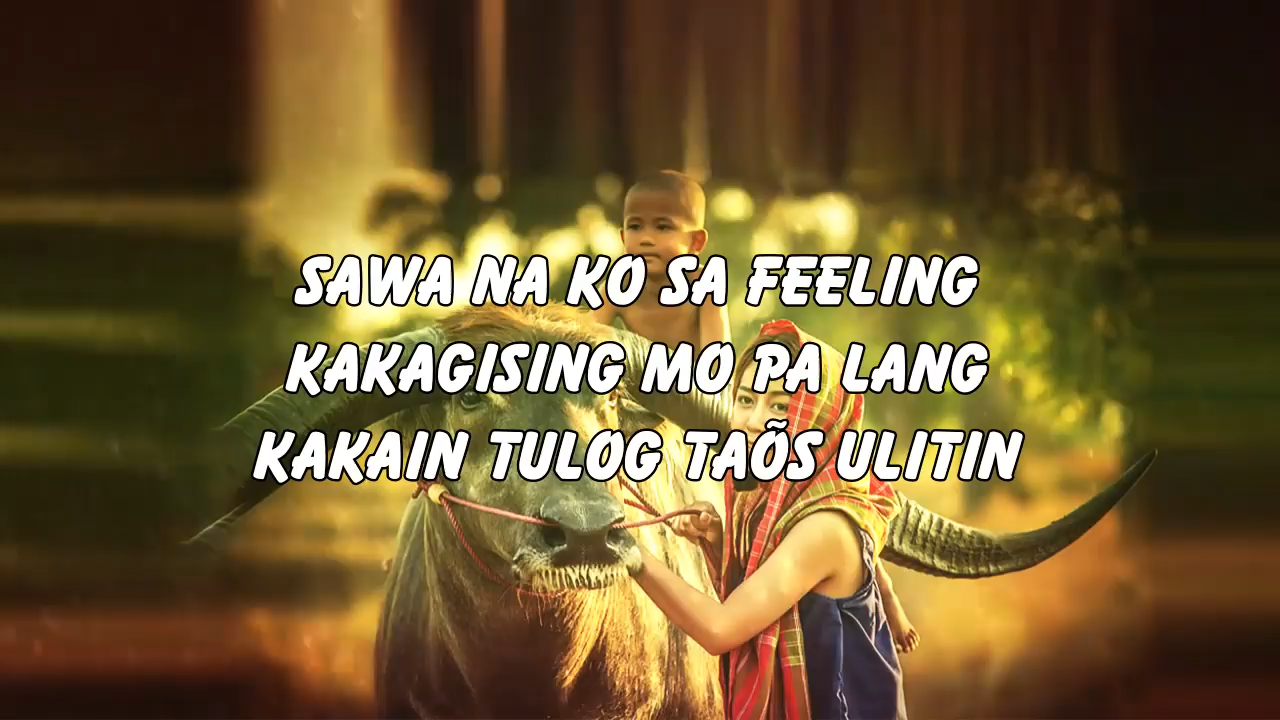 SAWA NA KO SA FEELING
KAKAGISING MO PA LANG
KAKAIN TULOG TAÕS ULITIN